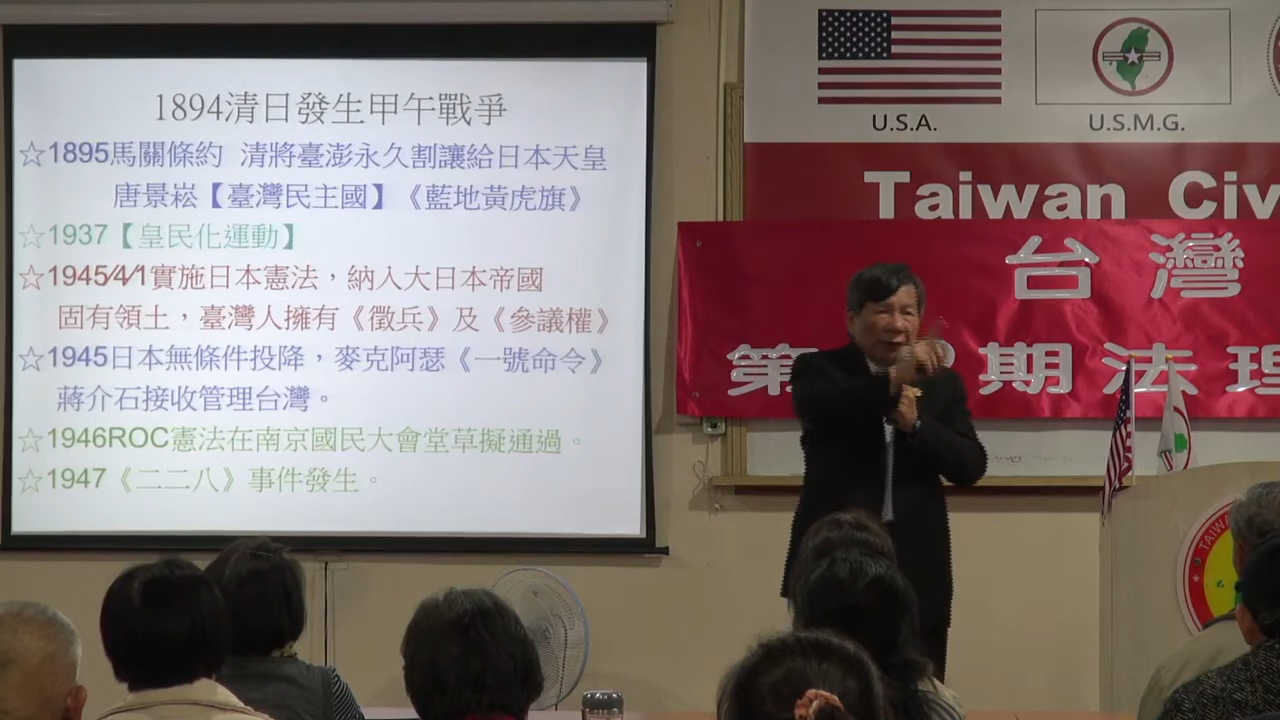 1894清日發生甲午戰爭
☆1895馬關條約 清將臺澎永久割讓給日本天皇
唐景崧【臺灣民主國】《藍地黃虎旗》
☆1937【皇民化運動】
☆1945/4/1實施日本憲法，納入大日本帝國
固有領土，臺灣人擁有《徵兵》及《參議權》
☆1945日本無條件投降，麥克阿瑟《一號命令》
蔣介石接收管理台灣。
☆1946ROC憲法在南京國民大會堂草擬通過。
☆1947《二二八》事件發生。
U.S.A.
U.S.M.G.
Taiwan Civ
台灣
第 期法理
TAIWA